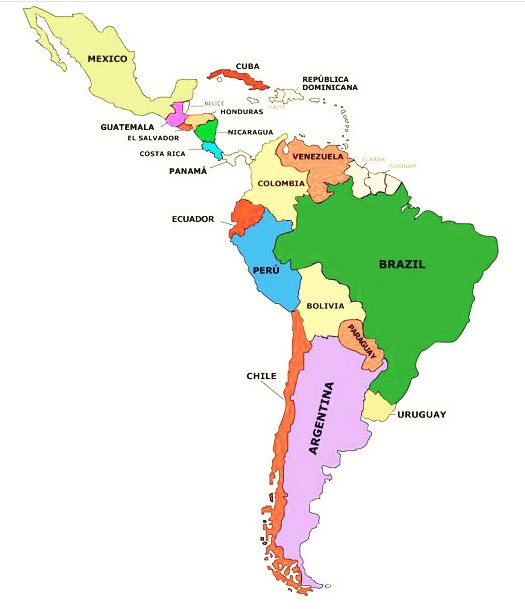 MEXICO
CUBA
REPÚBLICA
DOMINICANA
HAITI
BELICE
HONDURAS
GUATEMALA
EL SALVADOR
NICARAGUA
COSTA RICA
PANAMÁ
VENEZUELA
GUYANA
SURINAM
COLOMBIA
ECUADOR
PERÚ
BRAZIL
BOLIVIA
PARAGUAY
CHILE
ARGENTINA
URUGUAY